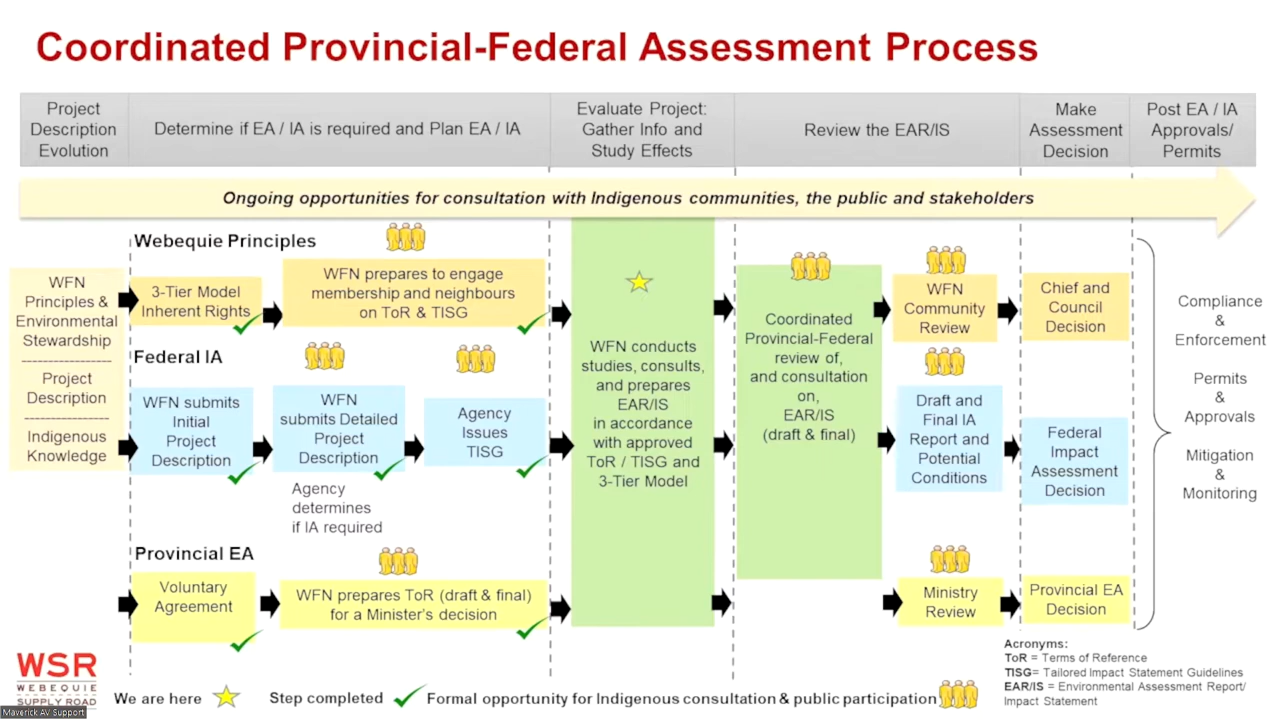 Coordinated Provincial-Federal Assessment Process
Project
Description
Evolution
Determine if EA / IA is required and Plan EA / IA
Evaluate Project:
Gather Info and
Study Effects
Review the EAR/IS
Make
Assessment
Decision
Post EA / IA
Approvals/
Permits
Ongoing opportunities for consultation with Indigenous communities, the public and stakeholders
WFN
Principles &
Environmental
Stewardship
Project
Description
Indigenous
Knowledge
Webequie Principles
3-Tier Model
Inherent Rights
WFN prepares to engage
membership and neighbours
on ToR & TISG
Federal IA
WFN submits
Initial
Project
Description
WFN
submits Detailed
Project
Description
Agency
determines
if IA required
Agency
Issues
TISG
Provincial EA
Voluntary
Agreement
WFN prepares ToR (draft & final)
for a Minister's decision
WFN conducts
studies, consults,
and prepares
EAR/IS
in accordance
with approved
ToR / TISG and
3-Tier Model
Coordinated
Provincial-Federal
review of,
and consultation
on,
EAR/IS
(draft & final)
WFN
Community
Review
Draft and
Final IA
Report and
Potential
Conditions
Ministry
Review
Chief and
Council
Decision
Federal
Impact
Assessment
Decision
Provincial EA
Decision
Compliance
&
Enforcement
Permits
&
Approvals
Mitigation
&
Monitoring
Acronyms:
ToR = Terms of Reference
TISG= Tailored Impact Statement Guidelines
EAR/IS = Environmental Assessment Report/
Impact Statement
WSR
WEBEQUIE
SUPPLY ROAD
Maverick AV Support
We are here
Step completed
Formal opportunity for Indigenous consultation & public participation